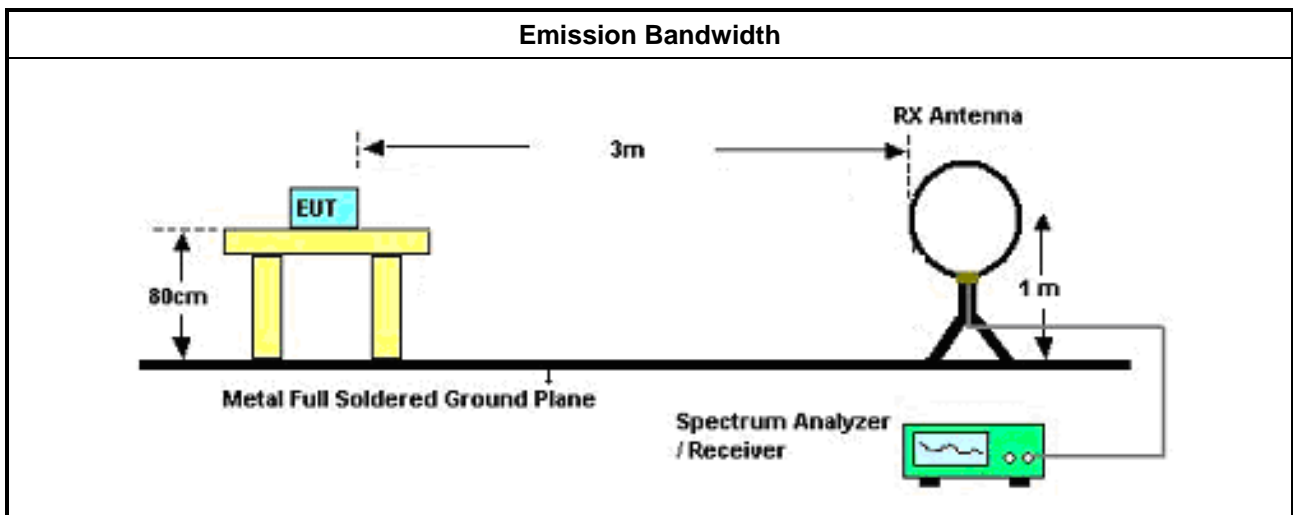 Emission Bandwidth
RX Antenna
3m
EUT
80cm
1 m
Metal Full Soldered Ground Plane
Spectrum Analyzer
/ Receiver